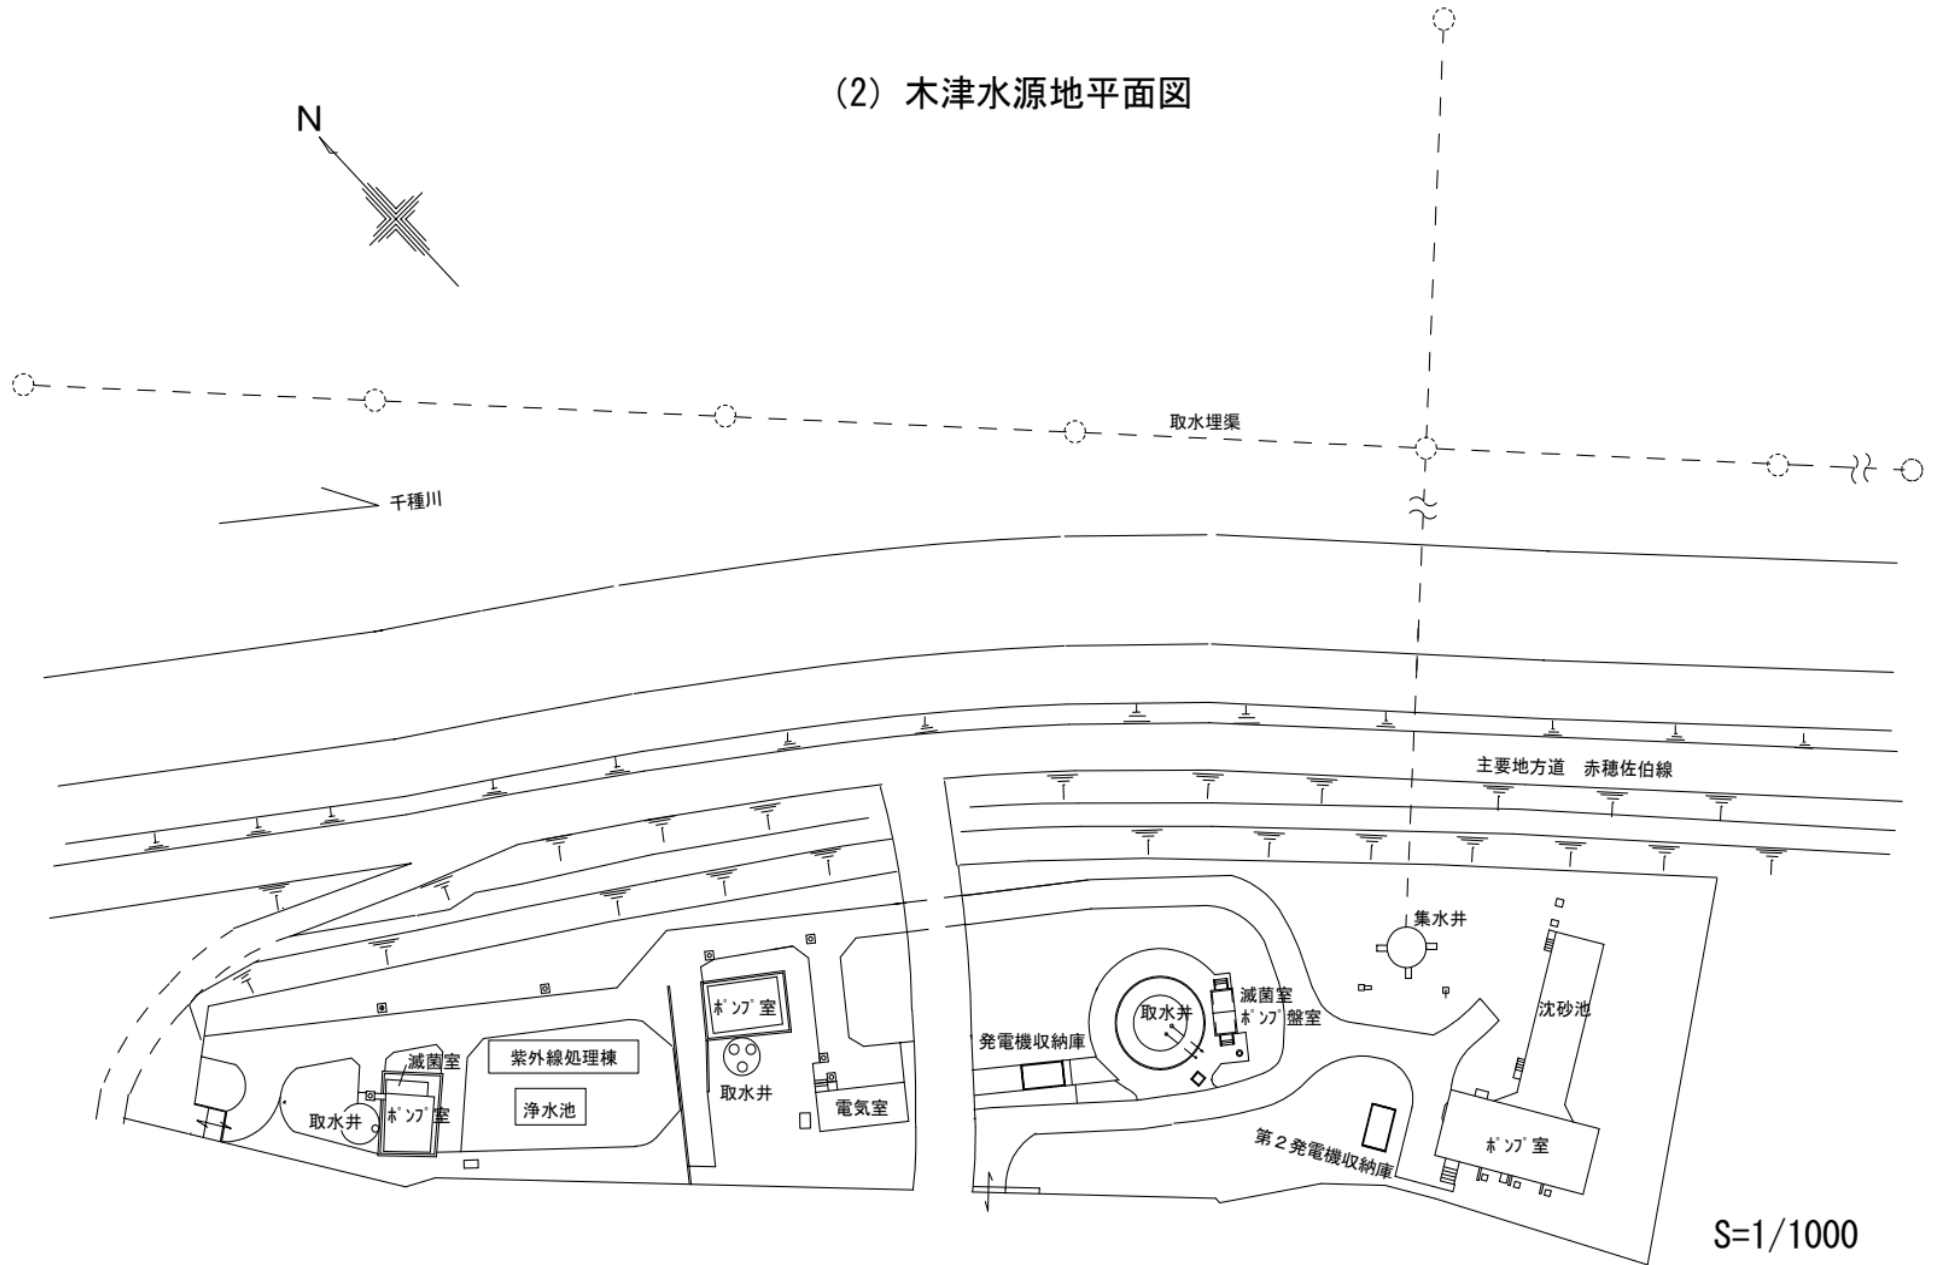 (2) 木津水源地平面図
N
取水埋渠
千種川
主要地方道 赤穂佐伯線
集水井
沈砂池
滅菌室
ポンプ盤室
取水井
発電機収納庫
ポンプ室
紫外線処理棟
滅菌室
取水井
浄水池
電気室
取水井
ポンプ室
第2発電機収納庫
ポンプ室
S=1/1000